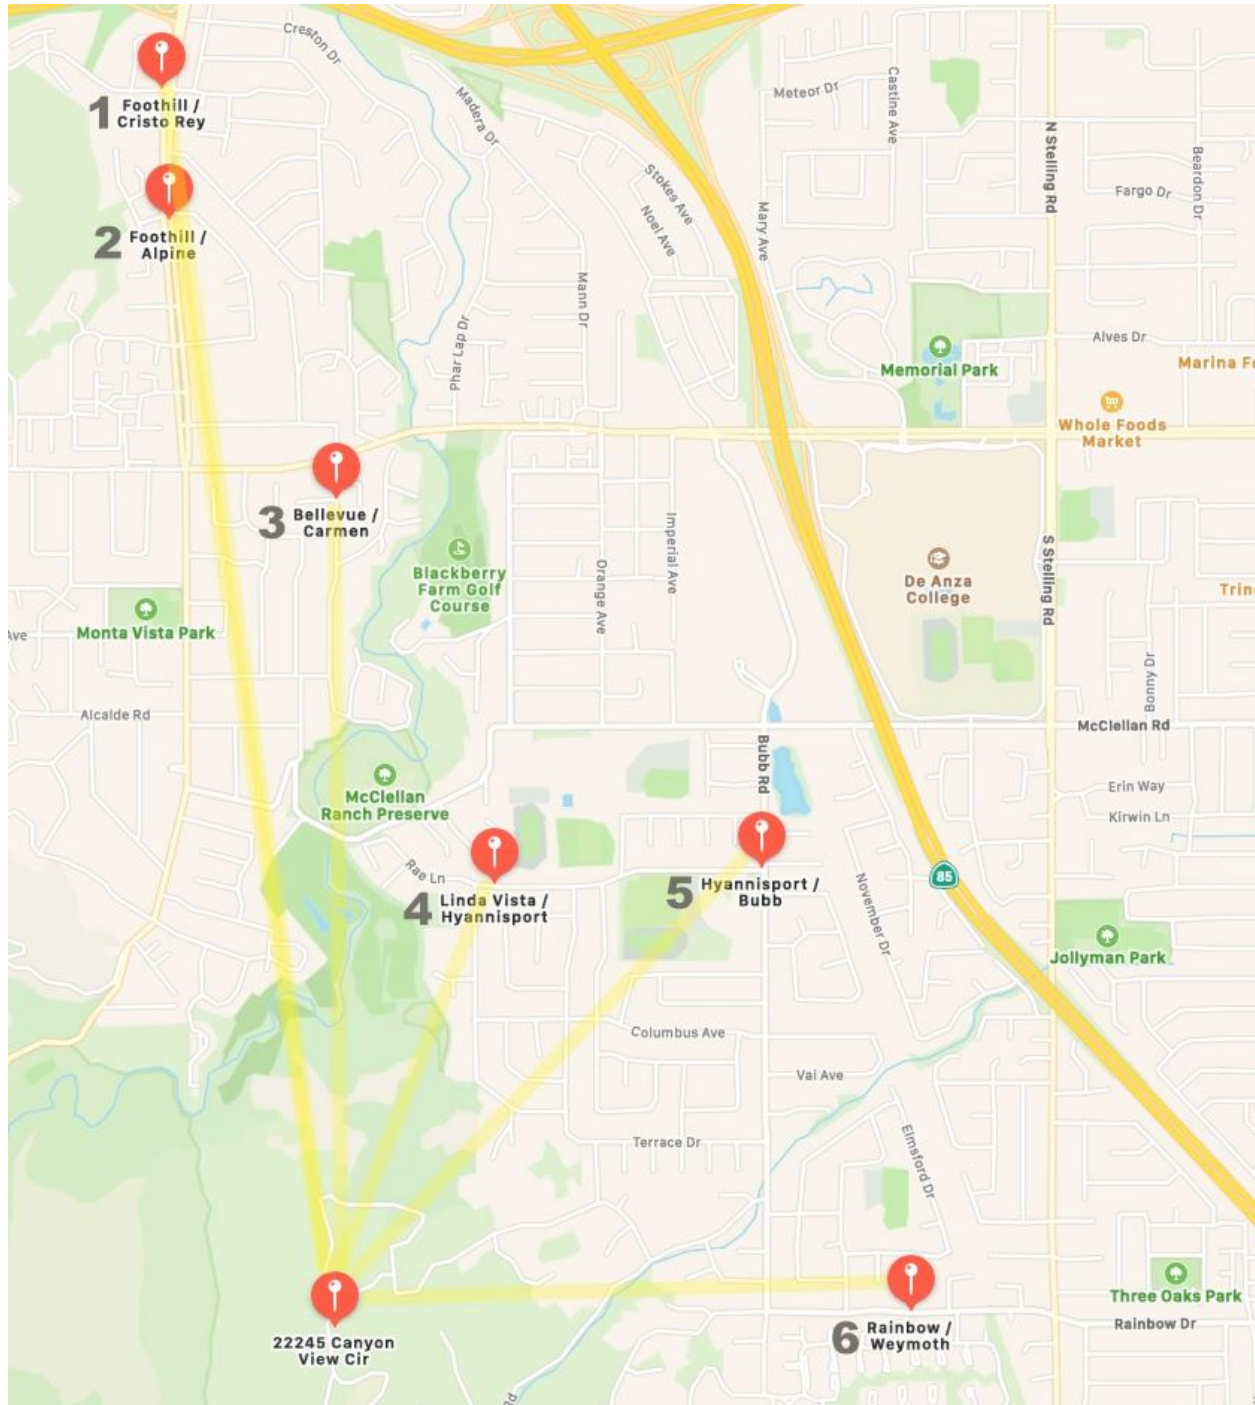 Creston Dr
1
Foothill /
Cristo Rey
Madera Dr
Meteor Dr
Castine Ave
N Stelling Rd
Beardon Dr
Fargo Dr
Stokes Ave
Noel Ave
Mary Ave
2
Foothill /
Alpine
Mann Dr
Phar Lap Dr
Alves Dr
Memorial Park
Marina Fo
Whole Foods
Market
3
Bellevue /
Carmen
Imperial Ave
Orange Ave
Blackberry
Farm Golf
Course
De Anza
College
S Stelling Rd
Trin
Ave
Monta Vista Park
Bonny Dr
Alcalde Rd
McClellan Rd
Bubb Rd
McClellan
Ranch Preserve
Erin Way
Kirwin Ln
Rae Ln
4
Linda Vista /
Hyannisport
5
Hyannisport /
Bubb
November Dr
85
Jollyman Park
Columbus Ave
Vai Ave
Terrace Dr
Elmsford Dr
Three Oaks Park
Rainbow Dr
6
Rainbow /
Weymoth
22245 Canyon
View Cir
Rd